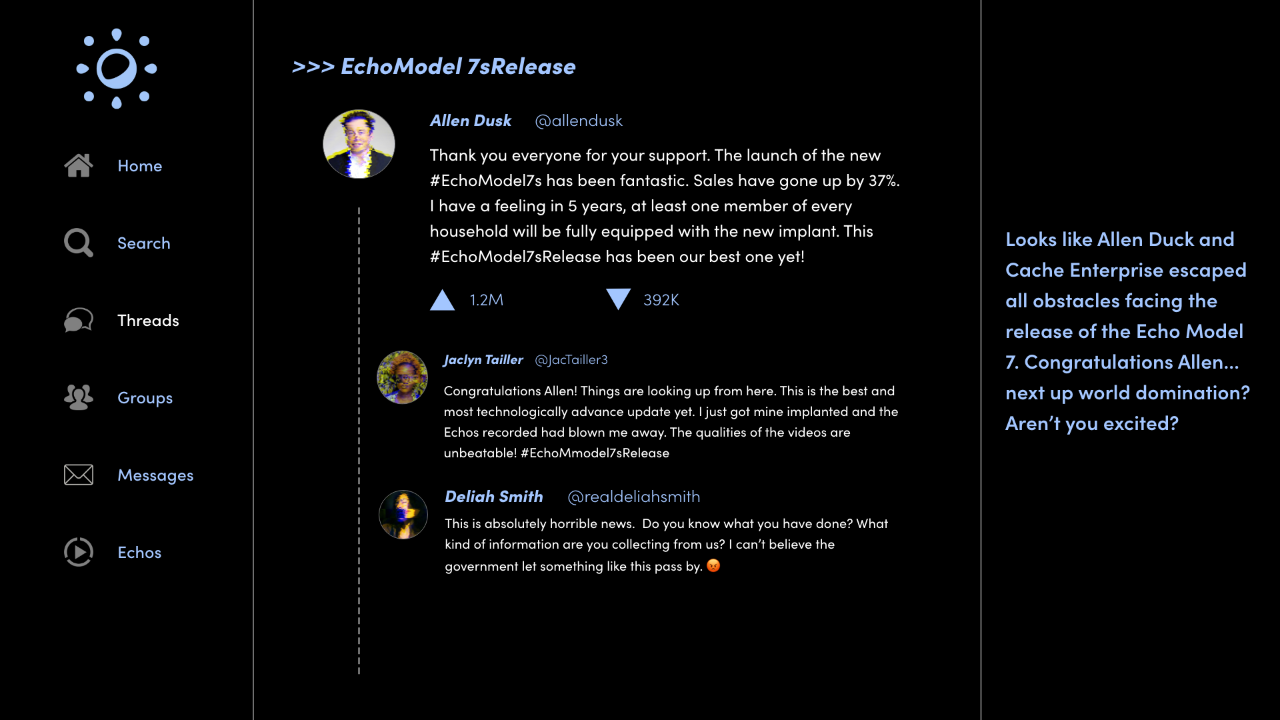 >>> EchoModel 7sRelease
Home
Search
Threads
Groups
Messages
Echos
Allen Dusk @allendusk
Thank you everyone for your support. The launch of the new
#EchoModel7s has been fantastic. Sales have gone up by 37%.
I have a feeling in 5 years, at least one member of every
household will be fully equipped with the new implant. This
#EchoModel7sRelease has been our best one yet!
1.2M 392K
Jaclyn Tailler @JacTailler3
Congratulations Allen! Things are looking up from here. This is the best and
most technologically advance update yet. I just got mine implanted and the
Echos recorded had blown me away. The qualities of the videos are
unbeatable! #EchoMmodel7sRelease
Deliah Smith @realdeliahsmith
This is absolutely horrible news.  Do you know what you have done? What
kind of information are you collecting from us? I can’t believe the
government let something like this pass by. 😡
Looks like Allen Duck and
Cache Enterprise escaped
all obstacles facing the
release of the Echo Model
7. Congratulations Allen...
next up world domination?
Aren’t you excited?